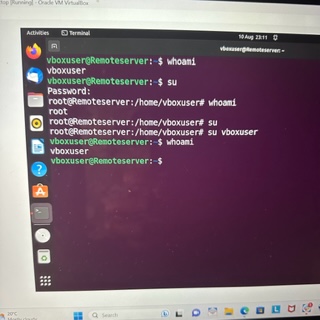 top [Running] - Oracle VM VirtualBox
Activities
Terminal
10 Aug 23:11
vboxuser@Remoteserver: ~
vboxuser@Remoteserver:~$ whoami
vboxuser
vboxuser@Remoteserver:~$ su
Password:
root@Remoteserver:/home/vboxuser# whoami
root
root@Remoteserver:/home/vboxuser# su
root@Remoteserver:/home/vboxuser# su vboxuser
vboxuser@Remoteserver:~$ whoami
vboxuser
vboxuser@Remoteserver:~$
Search